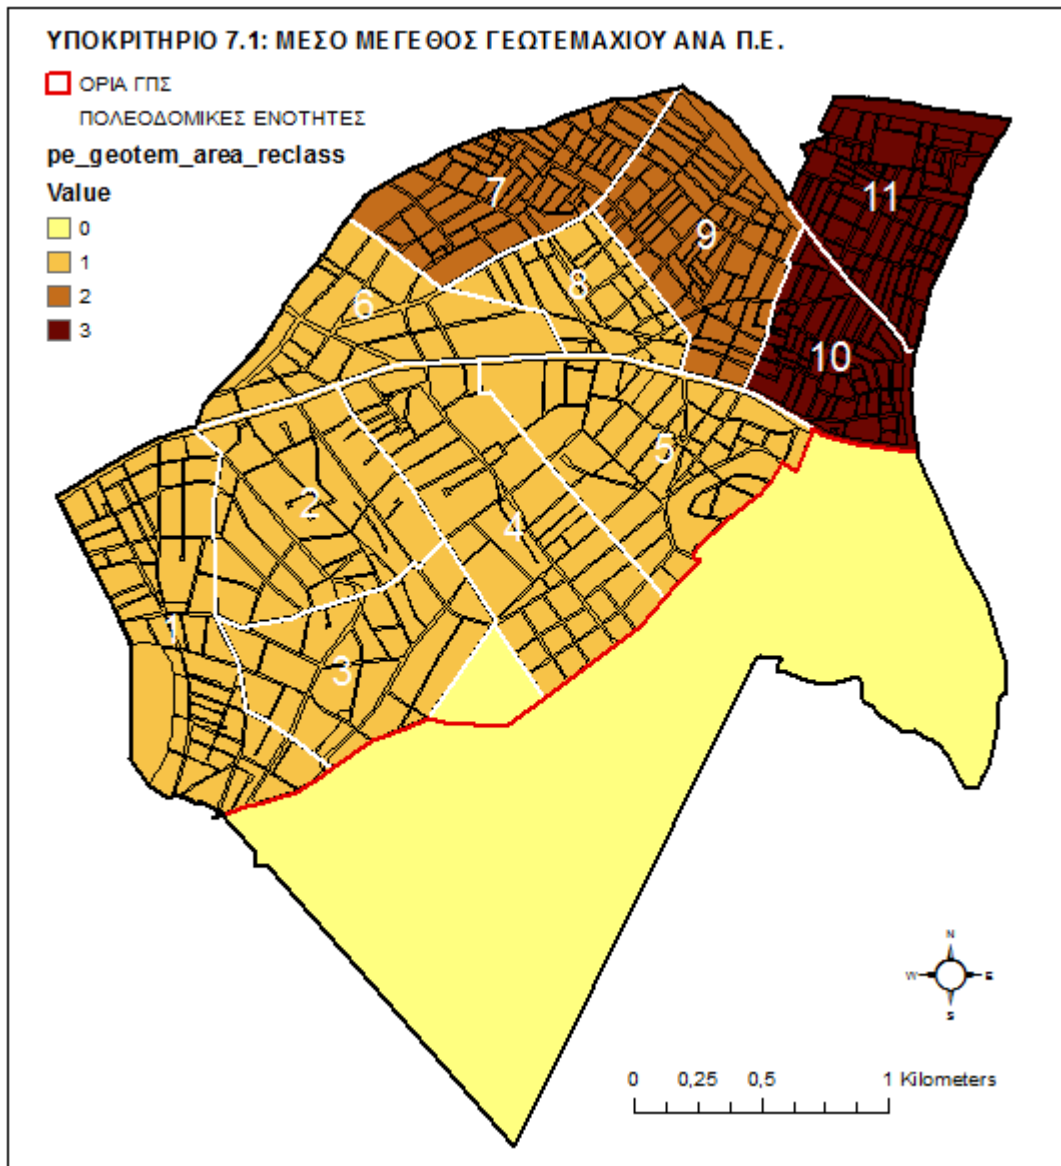 ΥΠΟΚΡΙΤΗΡΙΟ 7.1: ΜΕΣΟ ΜΕΓΕΘΟΣ ΓΕΩΤΕΜΑΧΙΟΥ ΑΝΑ Π.Ε.
ΟΡΙΑ ΓΠΣ
ΠΟΛΕΟΔΟΜΙΚΕΣ ΕΝΟΤΗΤΕΣ
pe_geotem_area_reclass
Value
0
1
2
3
7
11
9
8
6
10
5
2
4
1
3
N
W E
S
0 0,25 0,5 1 Kilometers